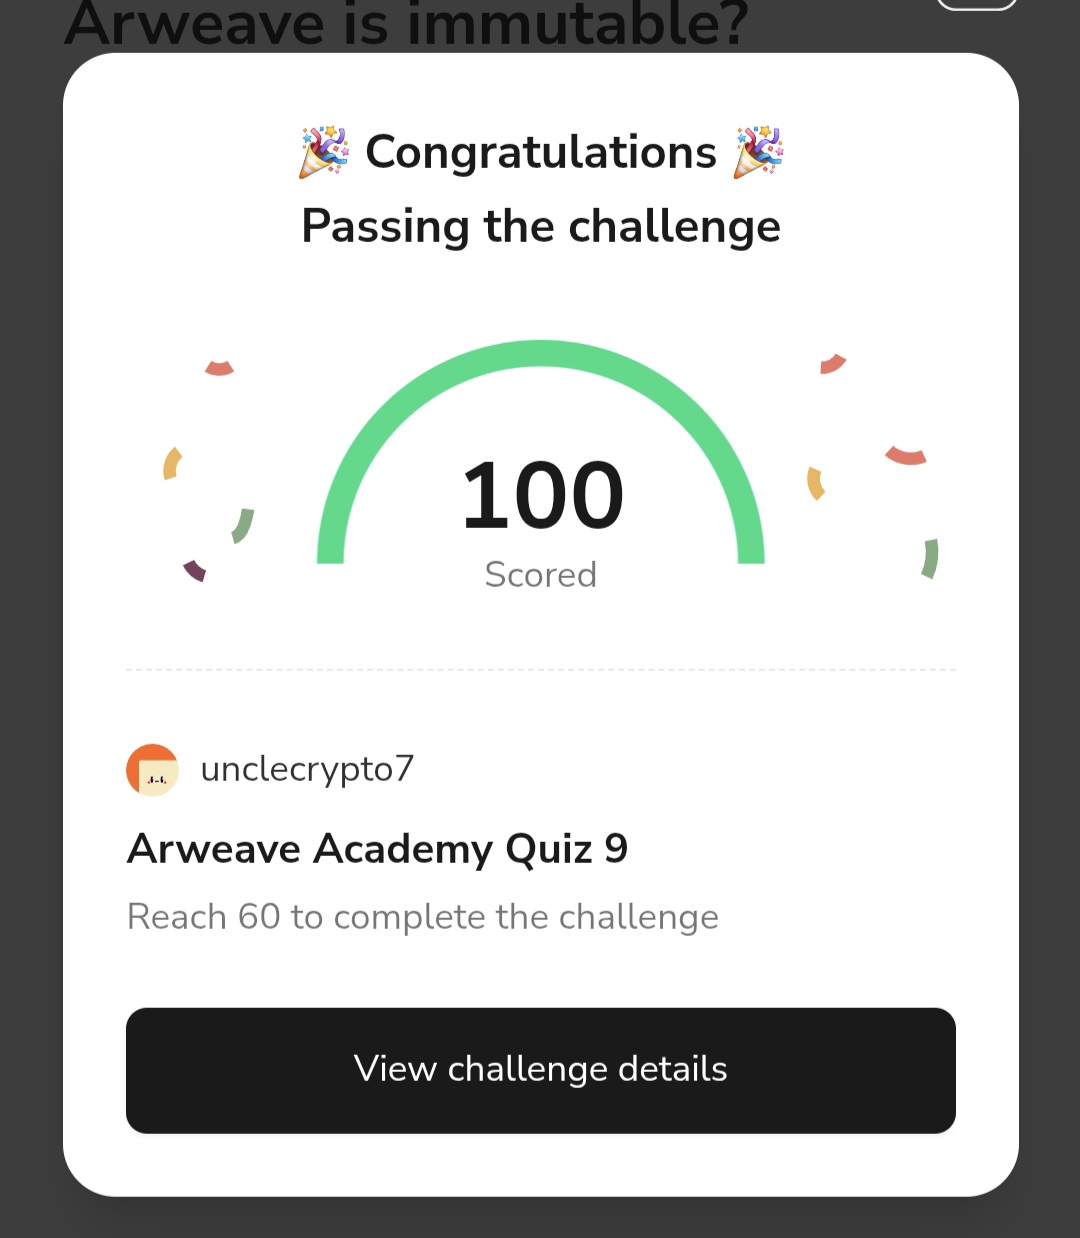 Arweave is immutable?
🎉 Congratulations 🎉
Passing the challenge
100
Scored
unclecrypto7
Arweave Academy Quiz 9
Reach 60 to complete the challenge
View challenge details